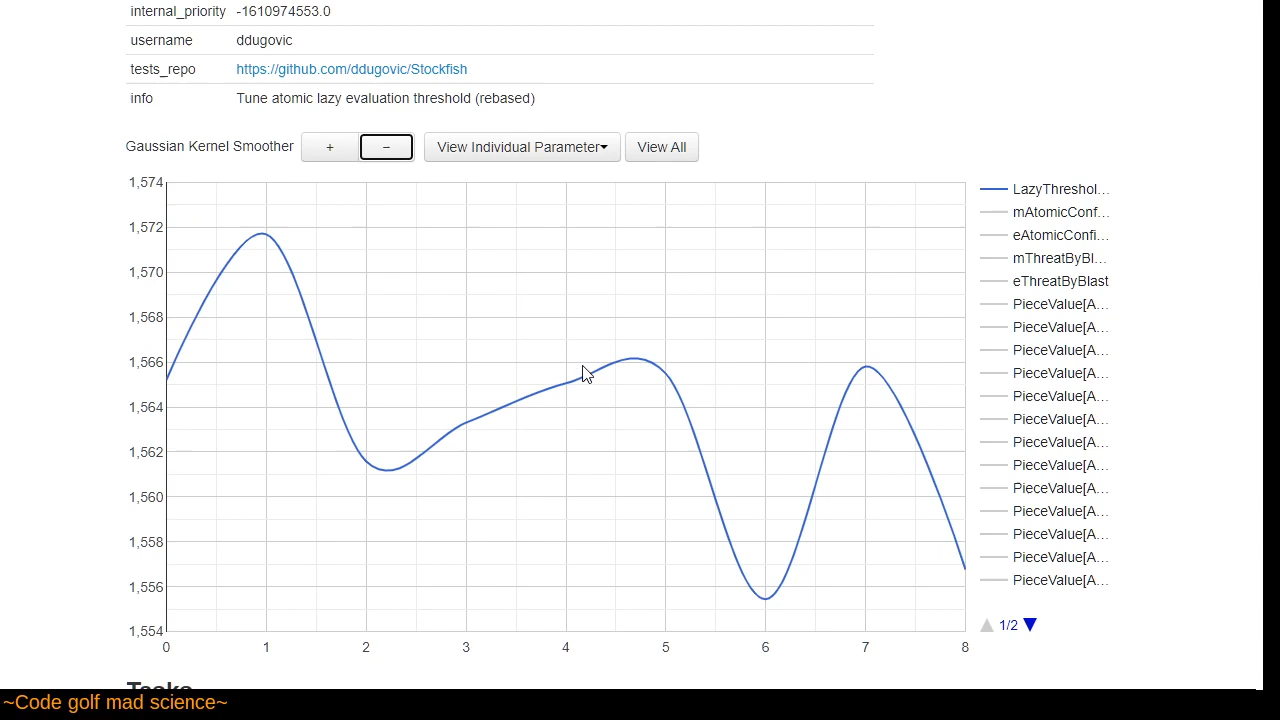 internal_priority -1610974553.0
username ddugovic
tests_repo https://github.com/ddugovic/Stockfish
info Tune atomic lazy evaluation threshold (rebased)
Gaussian Kernel Smoother + − View Individual Parameter View All
1,574
1,572
1,570
1,568
1,566
1,564
1,562
1,560
1,558
1,556
1,554
0 1 2 3 4 5 6 7 8
LazyThreshol...
mAtomicConf...
eAtomicConfi...
mThreatByBl...
eThreatByBlast
PieceValue[A...
PieceValue[A...
PieceValue[A...
PieceValue[A...
PieceValue[A...
PieceValue[A...
PieceValue[A...
PieceValue[A...
PieceValue[A...
PieceValue[A...
PieceValue[A...
PieceValue[A...
PieceValue[A...
1/2
Tasks
~Code golf mad science~